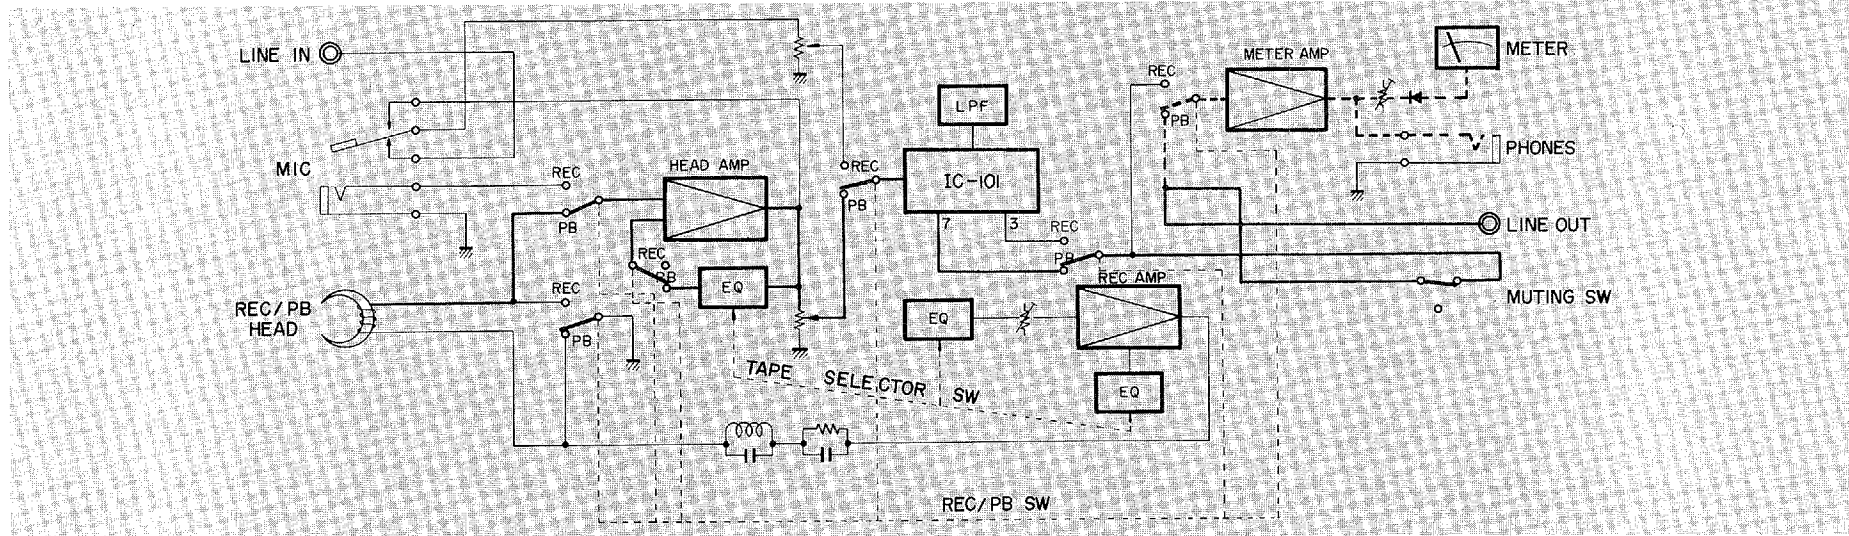 LINE IN
MIC
REC/PB
HEAD
REC
PB
HEAD AMP
REC
PB
EQ
REC
PB
TAPE SELECTOR SW
REC
PB
LPF
IC-101
7
3
REC
PB
EQ
REC AMP
EQ
REC/PB SW
REC
PB
METER AMP
METER
PHONES
LINE OUT
MUTING SW